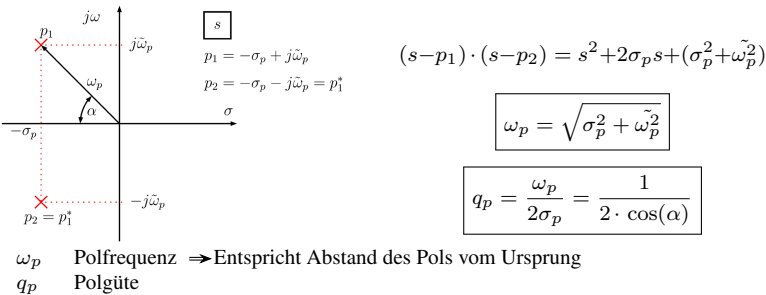 jω
p₁
jω̃ₚ
s
p₁ = −σₚ + jω̃ₚ
p₂ = −σₚ − jω̃ₚ = p₁*
ωₚ
α
σ
−σₚ
−jω̃ₚ
p₂ = p₁*
(s−p₁)·(s−p₂) = s²+2σₚs+(σₚ²+ω̃ₚ²)
ωₚ = √(σₚ² + ω̃ₚ²)
qₚ = ωₚ/(2σₚ) = 1/(2· cos(α))
ωₚ Polfrequenz ⇒Entspricht Abstand des Pols vom Ursprung
qₚ Polgüte